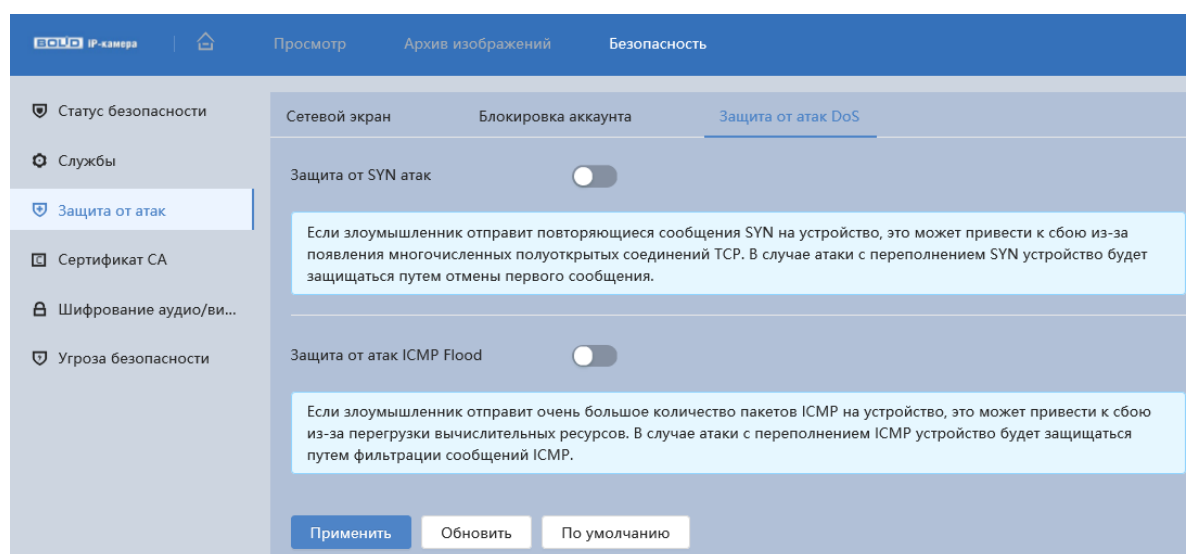 BOLID IP-камера
Просмотр
Архив изображений
Безопасность
Статус безопасности
Службы
Защита от атак
Сертификат CA
Шифрование аудио/ви...
Угроза безопасности
Сетевой экран
Блокировка аккаунта
Защита от атак DoS
Защита от SYN атак
Если злоумышленник отправит повторяющиеся сообщения SYN на устройство, это может привести к сбою из-за
появления многочисленных полуоткрытых соединений TCP. В случае атаки с переполнением SYN устройство будет
защищаться путем отмены первого сообщения.
Защита от атак ICMP Flood
Если злоумышленник отправит очень большое количество пакетов ICMP на устройство, это может привести к сбою
из-за перегрузки вычислительных ресурсов. В случае атаки с переполнением ICMP устройство будет защищаться
путем фильтрации сообщений ICMP.
Применить
Обновить
По умолчанию